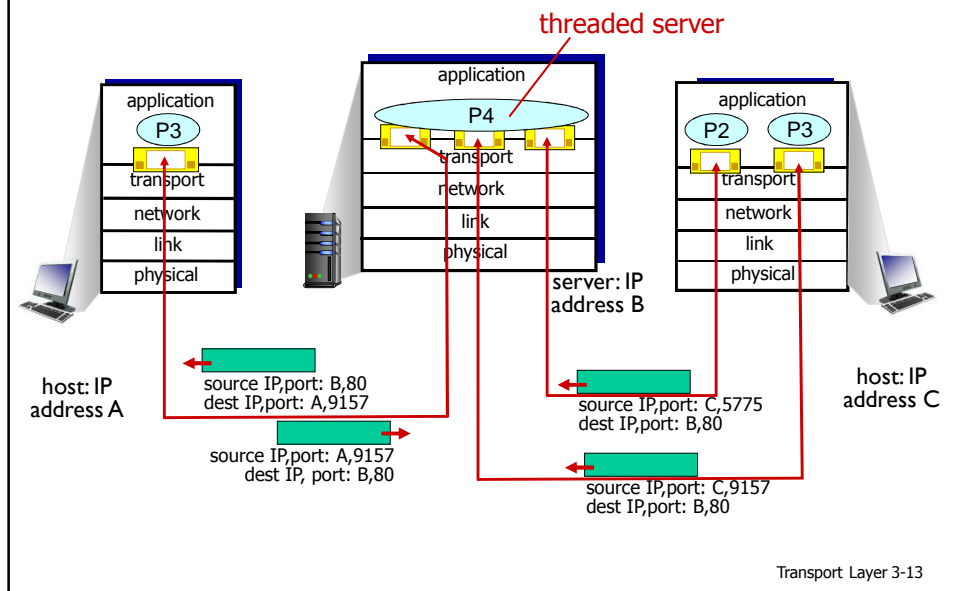 threaded server
application
P3
transport
network
link
physical
host: IP
address A
application
P4
transport
network
link
physical
server: IP
address B
application
P2
P3
transport
network
link
physical
host: IP
address C
source IP,port: B,80
dest IP,port: A,9157
source IP,port: A,9157
dest IP, port: B,80
source IP,port: C,5775
dest IP,port: B,80
source IP,port: C,9157
dest IP,port: B,80
Transport Layer 3-13